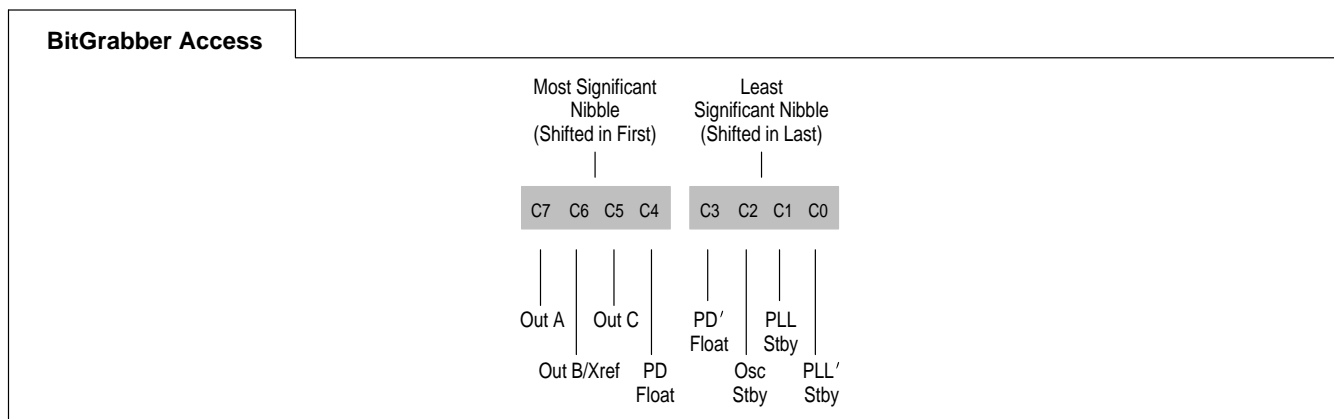 BitGrabber Access
Most Significant
Nibble
(Shifted in First)
Least
Significant Nibble
(Shifted in Last)
C7 C6 C5 C4 C3 C2 C1 C0
Out A
Out B/Xref
Out C
PD
Float
PD′
Float
Osc
Stby
PLL
Stby
PLL′
Stby